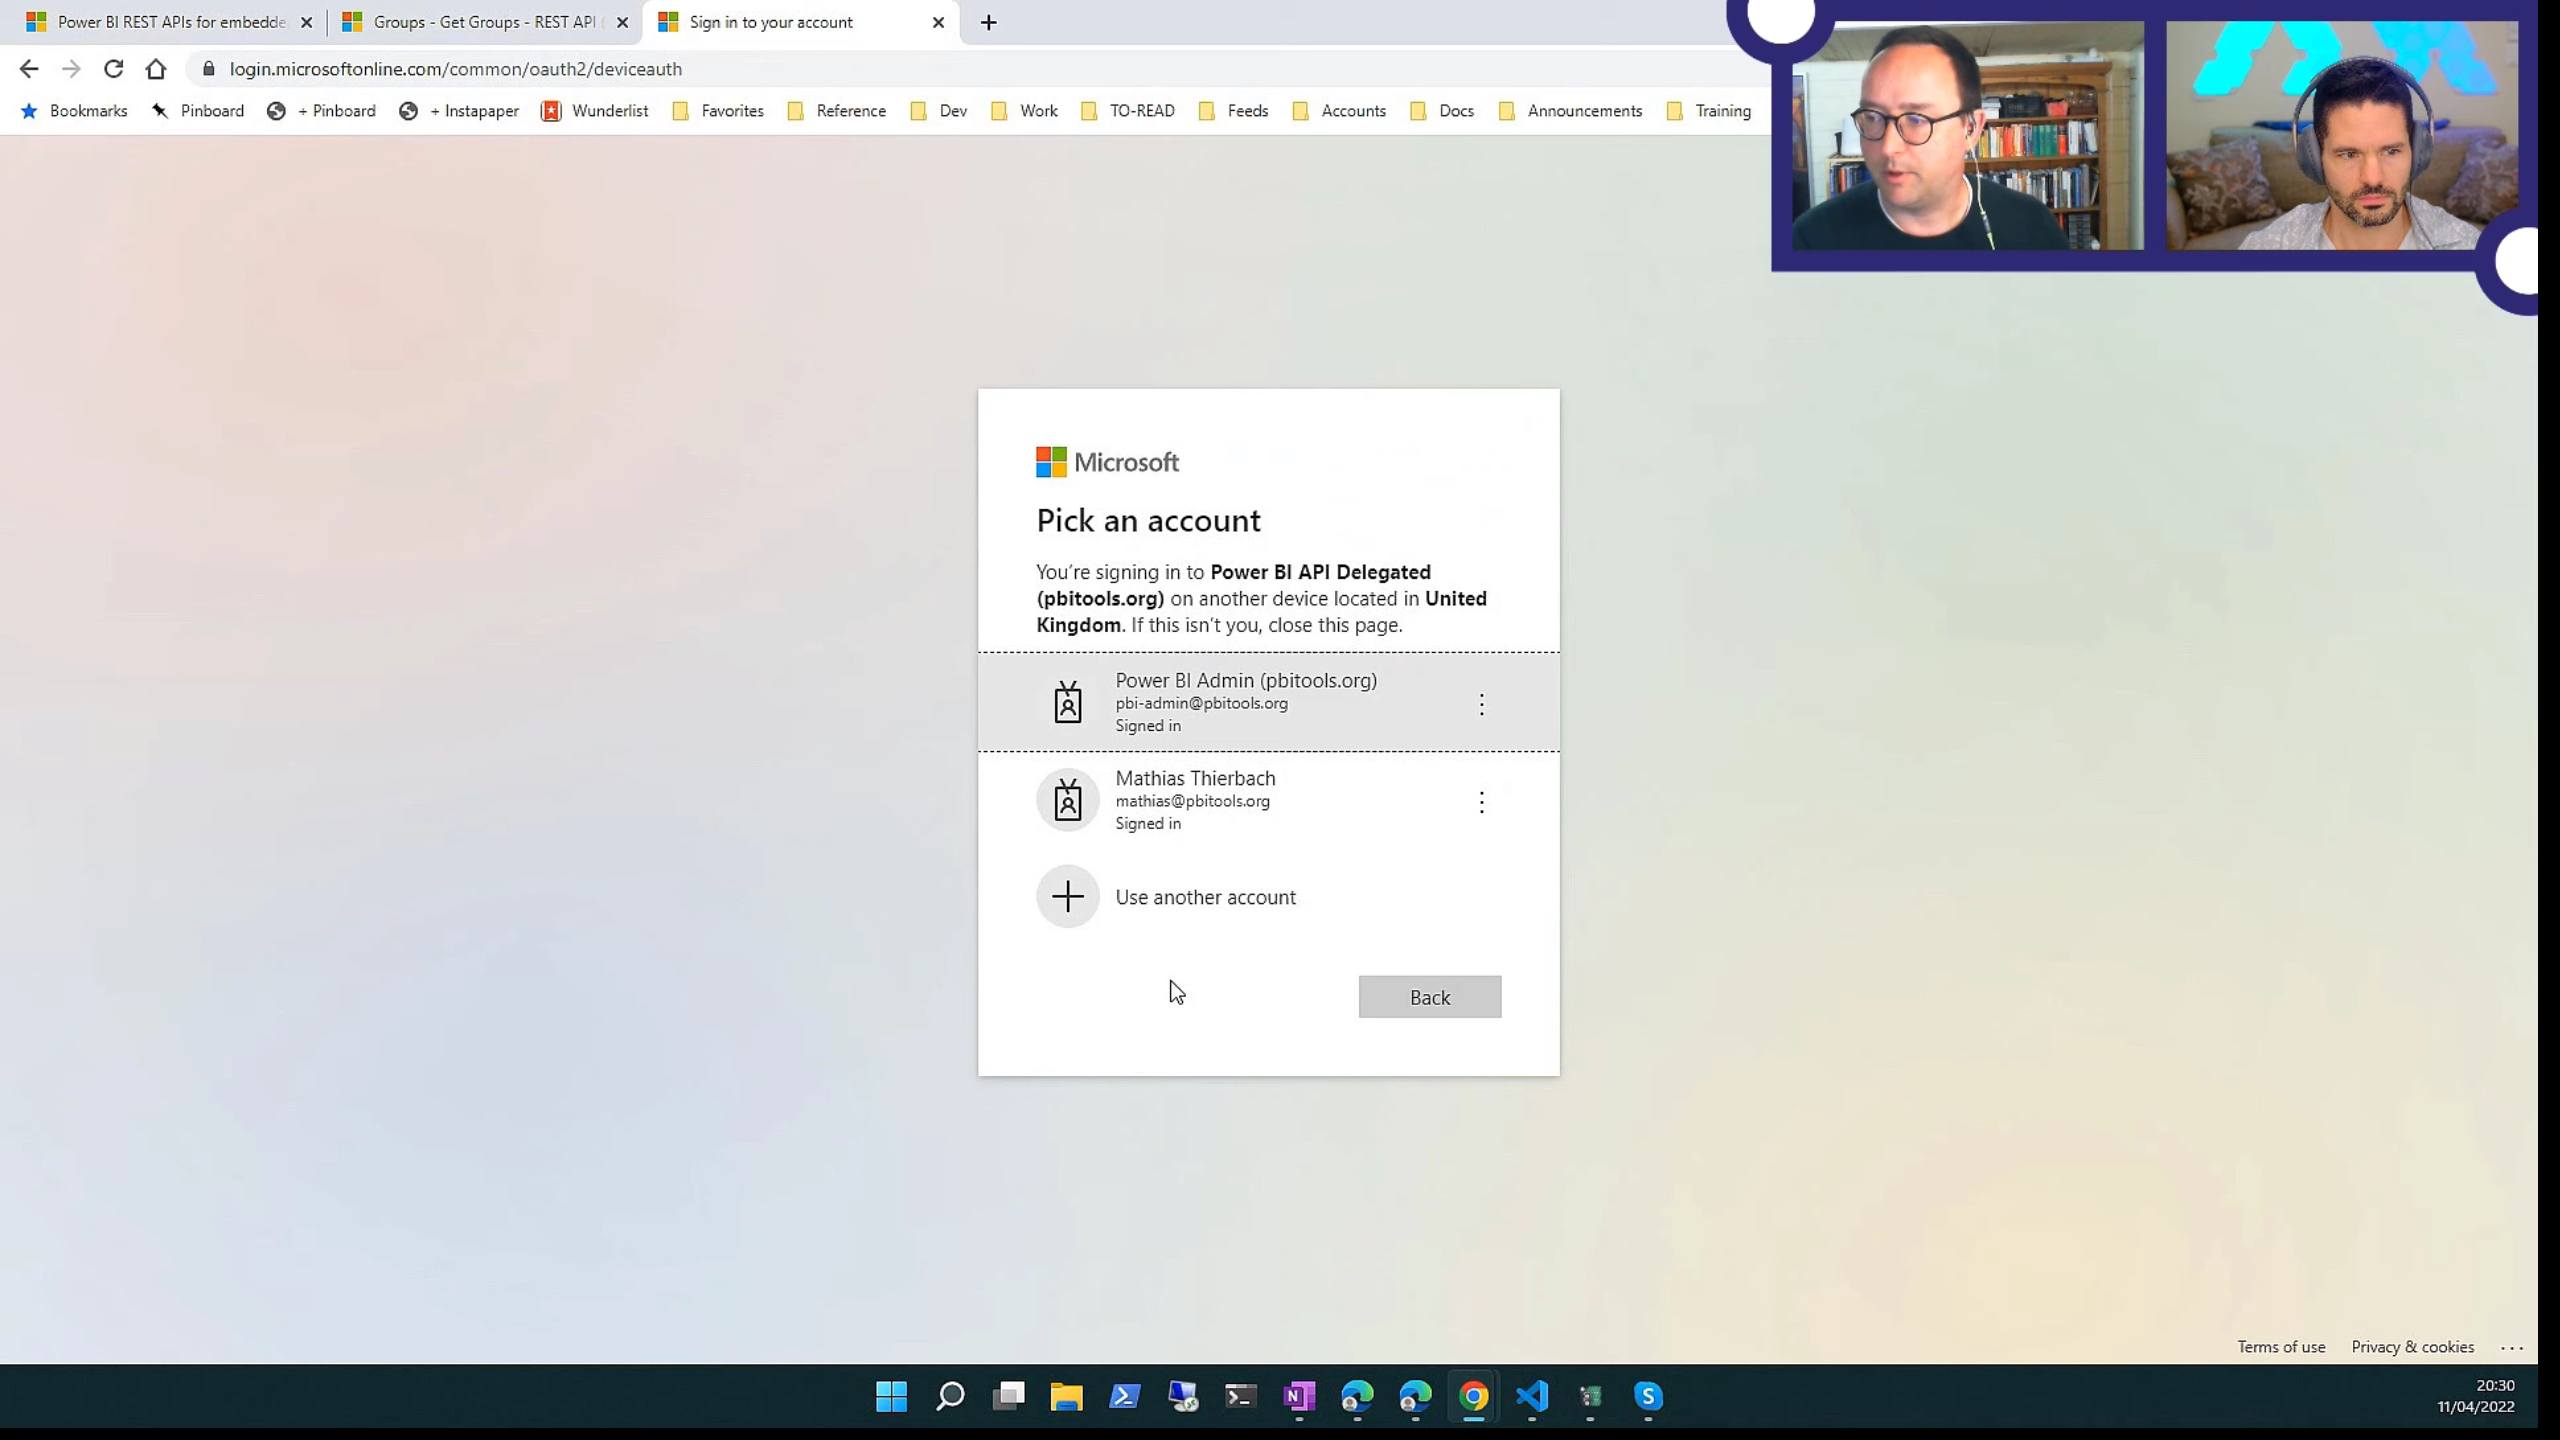 Power BI REST APIs for embedde
Groups - Get Groups - REST API
Sign in to your account
login.microsoftonline.com/common/oauth2/deviceauth
Bookmarks
Pinboard
+ Pinboard
+ Instapaper
Wunderlist
Favorites
Reference
Dev
Work
TO-READ
Feeds
Accounts
Docs
Announcements
Training
Microsoft
Pick an account
You're signing in to Power BI API Delegated
(pbitools.org) on another device located in United
Kingdom. If this isn't you, close this page.
Power BI Admin (pbitools.org)
pbi-admin@pbitools.org
Signed in
Mathias Thierbach
mathias@pbitools.org
Signed in
Use another account
Back
Terms of use
Privacy & cookies
20:30
11/04/2022